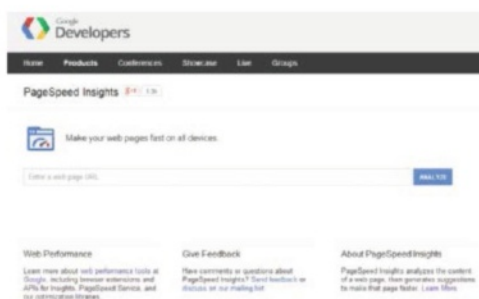 Google
Developers
Home Products Conferences Showcase Live Groups
PageSpeed Insights
Make your web pages fast on all devices.
Enter a web page URL ANALYZE
Web Performance Give Feedback About PageSpeed Insights
Learn more about web performance tools at Have comments or questions about PageSpeed Insights analyzes the content
Google, including browser extensions and PageSpeed Insights? Send feedback or of a web page, then generates suggestions
APIs for Insights, PageSpeed Service, and discuss on our mailing list to make that page faster. Learn More
our optimization libraries